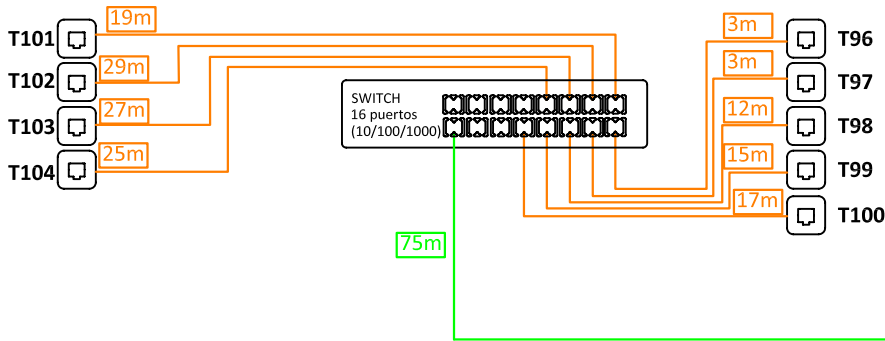 19m
T101
29m
T102
27m
T103
25m
T104
SWITCH
16 puertos
(10/100/1000)
75m
3m
T96
3m
T97
12m
T98
15m
T99
17m
T100